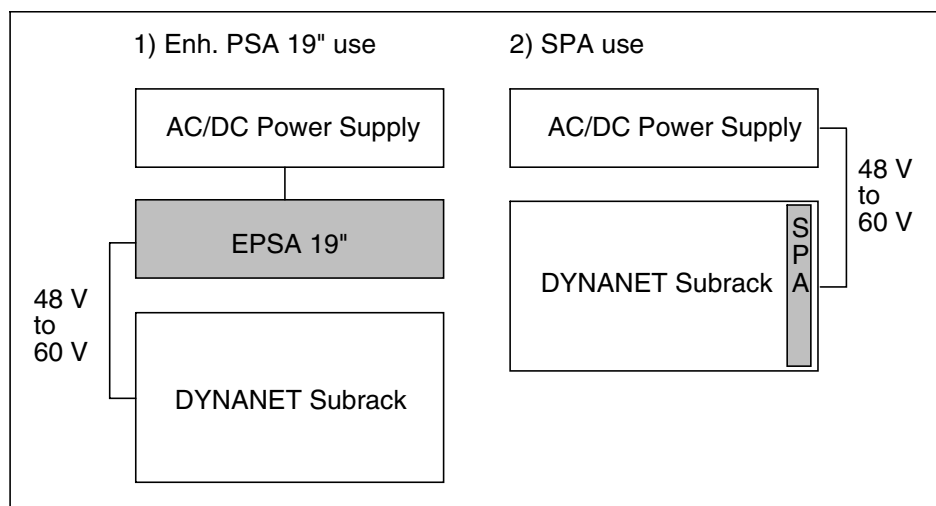 1) Enh. PSA 19" use
AC/DC Power Supply
EPSA 19"
48 V
to
60 V
DYNANET Subrack
2) SPA use
AC/DC Power Supply
48 V
to
60 V
DYNANET Subrack
S
P
A